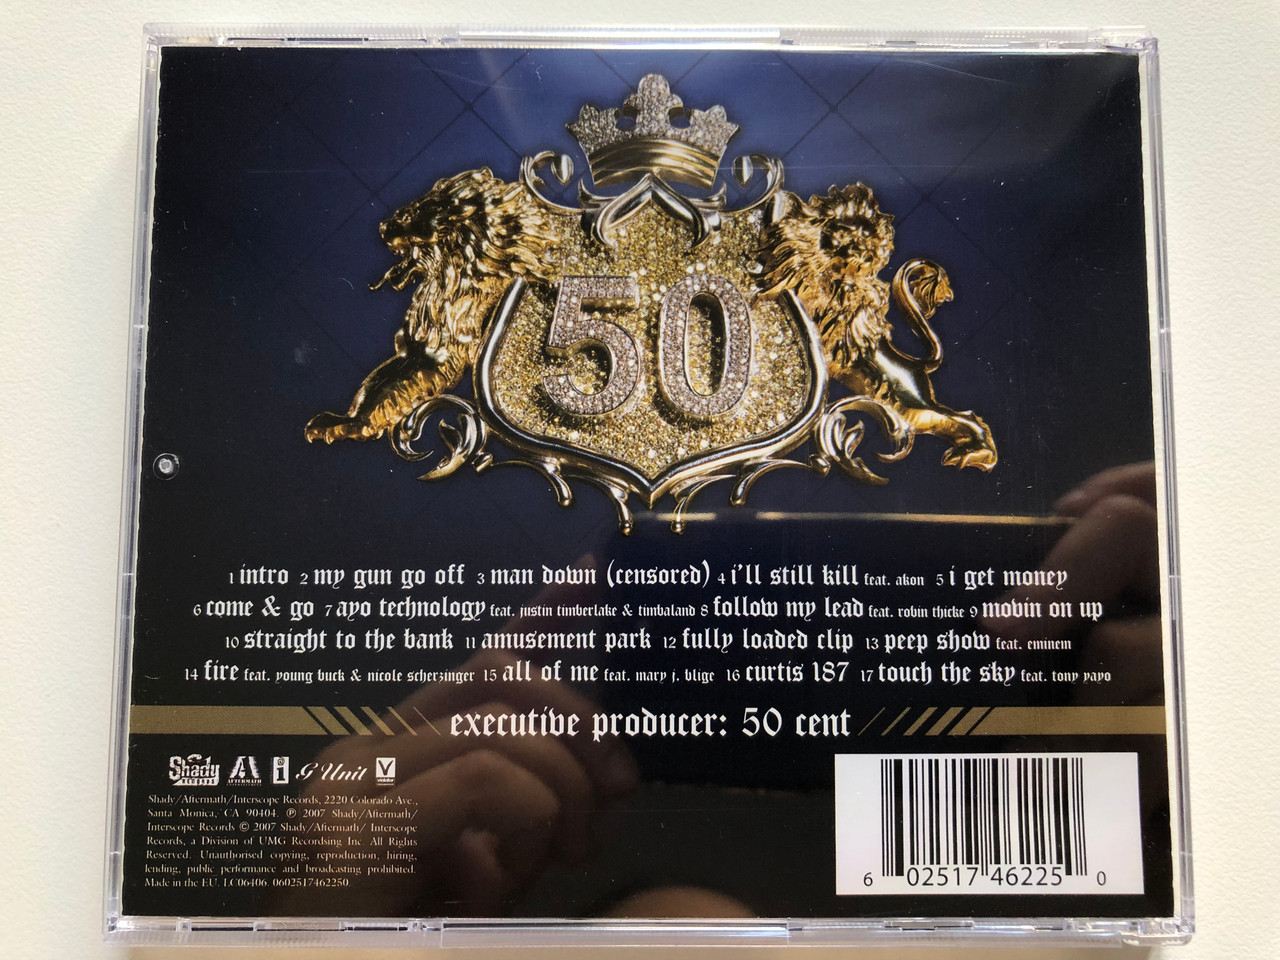 50
1 intro 2 my gun go off 3 man down (censored) 4 i'll still kill feat. akon 5 i get money
6 come & go 7 ayo technology feat. justin timberlake & timbaland 8 follow my lead feat. robin thicke 9 movin on up
10 straight to the bank 11 amusement park 12 fully loaded clip 13 peep show feat. eminem
14 fire feat. young buck & nicole scherzinger 15 all of me feat. mary j. blige 16 curtis 187 17 touch the sky feat. tony yayo
executive producer: 50 cent
Shady RECORDS AFTERMATH ENTERTAINMENT i G Unit V violator
Shady/Aftermath/Interscope Records, 2220 Colorado Ave.,
Santa Monica, CA 90404. ℗ 2007 Shady/Aftermath/
Interscope Records © 2007 Shady/Aftermath/ Interscope
Records, a Division of UMG Recordsing Inc. All Rights
Reserved. Unauthorised copying, reproduction, hiring,
lending, public performance and broadcasting prohibited.
Made in the EU. LC06406. 0602517462250.
6 02517 46225 0